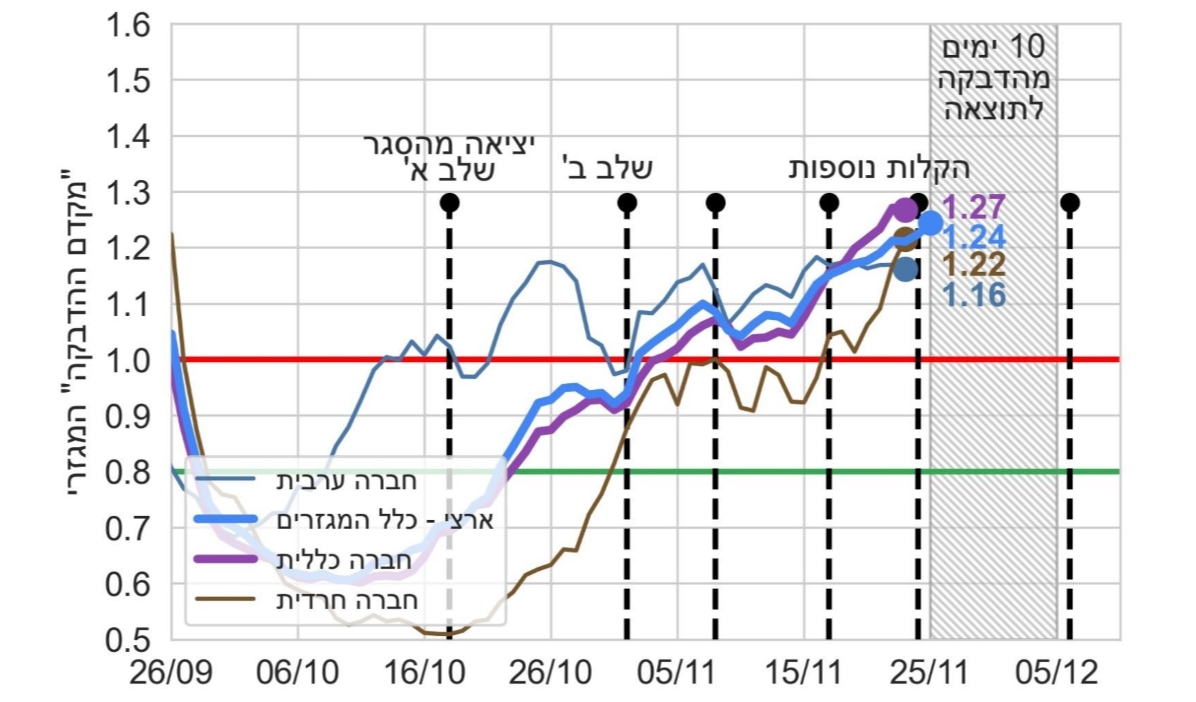 1.6
1.5
1.4
1.3
1.2
1.1
1.0
0.9
0.8
0.7
0.6
0.5
"מקדם ההדבקה" המגזרי
יציאה מהסגר
שלב א'
שלב ב'
הקלות נוספות
10 ימים
מהדבקה
לתוצאה
1.27
1.24
1.22
1.16
חברה ערבית
ארצי - כלל המגזרים
חברה כללית
חברה חרדית
26/09 06/10 16/10 26/10 05/11 15/11 25/11 05/12